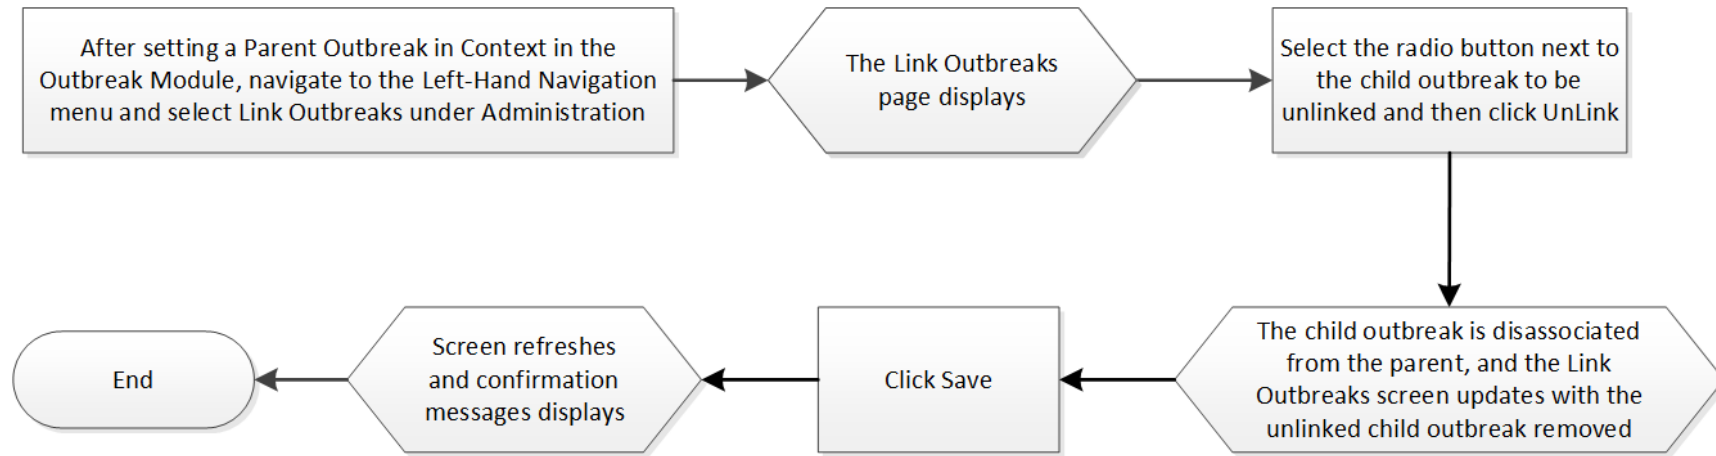 After setting a Parent Outbreak in Context in the
Outbreak Module, navigate to the Left-Hand Navigation
menu and select Link Outbreaks under Administration
The Link Outbreaks
page displays
Select the radio button next to
the child outbreak to be
unlinked and then click UnLink
The child outbreak is disassociated
from the parent, and the Link
Outbreaks screen updates with the
unlinked child outbreak removed
Click Save
Screen refreshes
and confirmation
messages displays
End